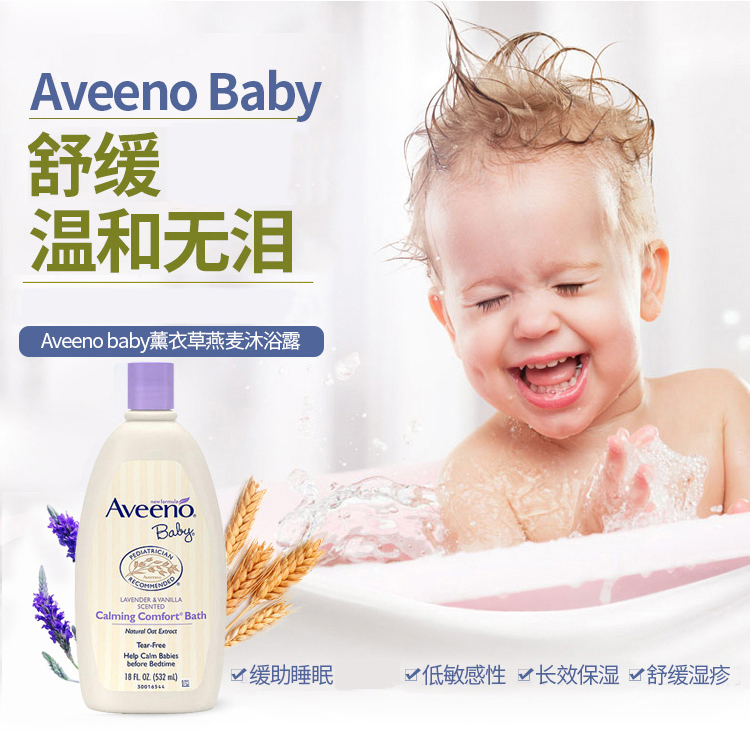 Aveeno Baby
舒缓
温和无泪
Aveeno baby薰衣草燕麦沐浴露
new formula
Aveeno®
Baby®
PEDIATRICIAN
Aveeno
RECOMMENDED®
LAVENDER & VANILLA
SCENTED
Calming Comfort® Bath
Natural Oat Extract
Tear-Free
Help Calm Babies
before Bedtime
18 FL. OZ. (532 mL)
30016544
缓助睡眠 低敏感性 长效保湿 舒缓湿疹